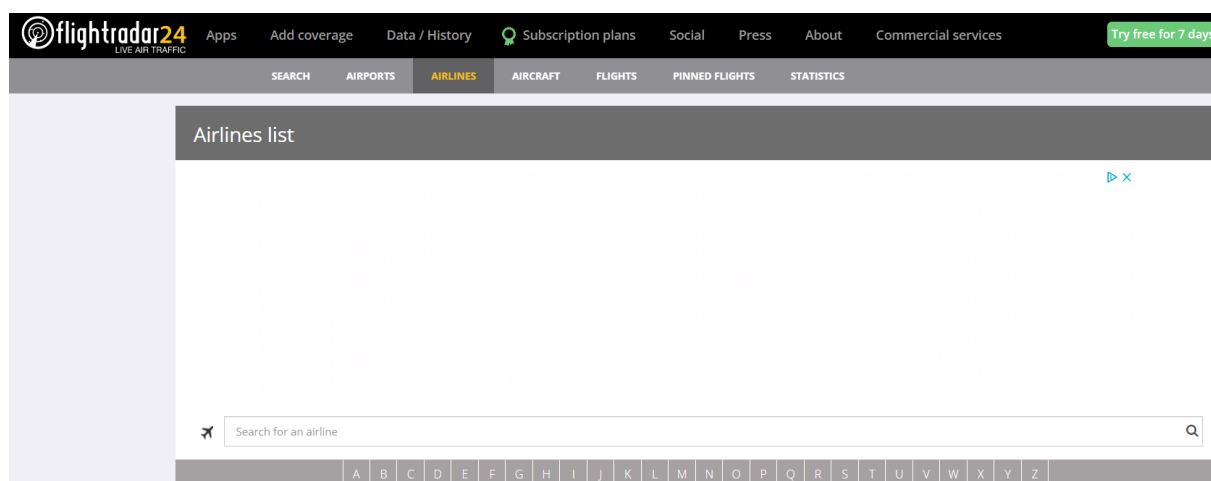 flightradar24 Apps Add coverage Data / History Subscription plans Social Press About Commercial services Try free for 7 days
LIVE AIR TRAFFIC
SEARCH AIRPORTS AIRLINES AIRCRAFT FLIGHTS PINNED FLIGHTS STATISTICS
Airlines list
Search for an airline
A B C D E F G H I J K L M N O P Q R S T U V W X Y Z